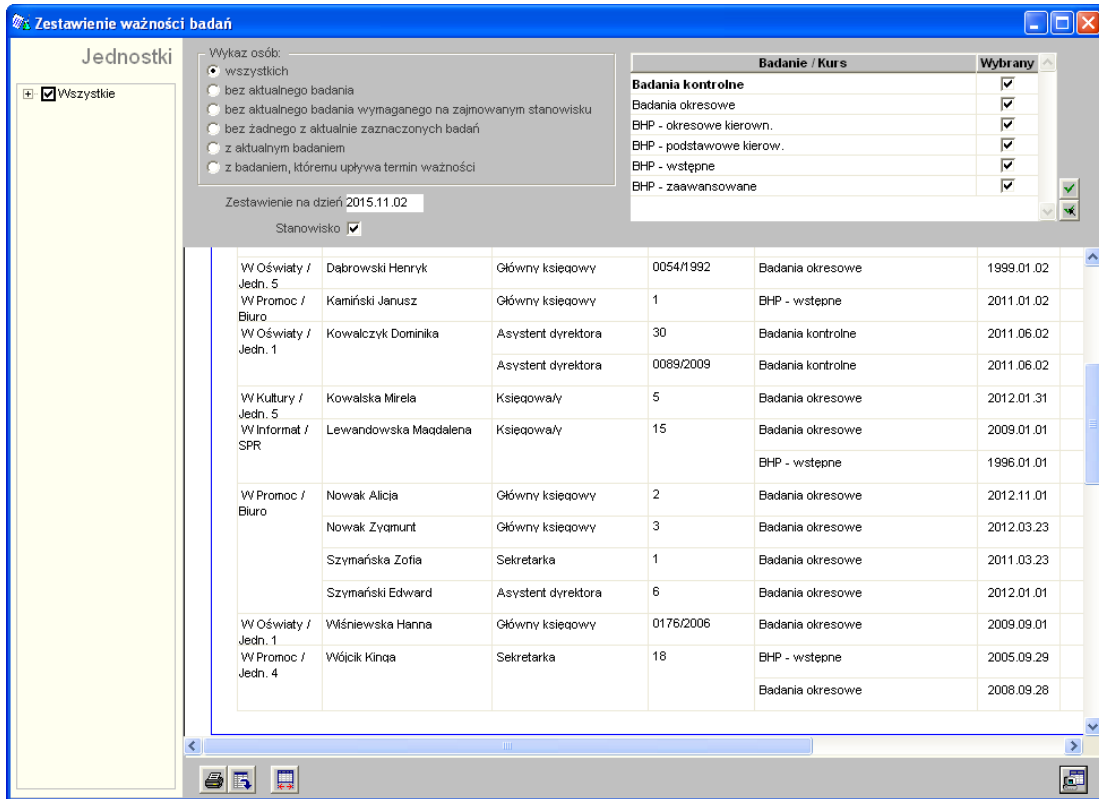 Zestawienie ważności badań
Jednostki
Wszystkie
Wykaz osób:
wszystkich
bez aktualnego badania
bez aktualnego badania wymaganego na zajmowanym stanowisku
bez żadnego z aktualnie zaznaczonych badań
z aktualnym badaniem
z badaniem, któremu upływa termin ważności
Zestawienie na dzień 2015.11.02
Stanowisko
Badanie / Kurs Wybrany
Badania kontrolne
Badania okresowe
BHP - okresowe kierown.
BHP - podstawowe kierow.
BHP - wstępne
BHP - zaawansowane
W Oświaty / Dąbrowski Henryk Główny księgowy 0054/1992 Badania okresowe 1999.01.02
Jedn. 5
W Promoc / Kamiński Janusz Główny księgowy 1 BHP - wstępne 2011.01.02
Biuro
W Oświaty / Kowalczyk Dominika Asystent dyrektora 30 Badania kontrolne 2011.06.02
Jedn. 1
Asystent dyrektora 0089/2009 Badania kontrolne 2011.06.02
W Kultury / Kowalska Mirela Księgowa/y 5 Badania okresowe 2012.01.31
Jedn. 5
W Informat / Lewandowska Magdalena Księgowa/y 15 Badania okresowe 2009.01.01
SPR
BHP - wstępne 1996.01.01
W Promoc / Nowak Alicja Główny księgowy 2 Badania okresowe 2012.11.01
Biuro
Nowak Zygmunt Główny księgowy 3 Badania okresowe 2012.03.23
Szymańska Zofia Sekretarka 1 Badania okresowe 2011.03.23
Szymański Edward Asystent dyrektora 6 Badania okresowe 2012.01.01
W Oświaty / Wiśniewska Hanna Główny księgowy 0176/2006 Badania okresowe 2009.09.01
Jedn. 1
W Promoc / Wójcik Kinga Sekretarka 18 BHP - wstępne 2005.09.29
Jedn. 4
Badania okresowe 2008.09.28